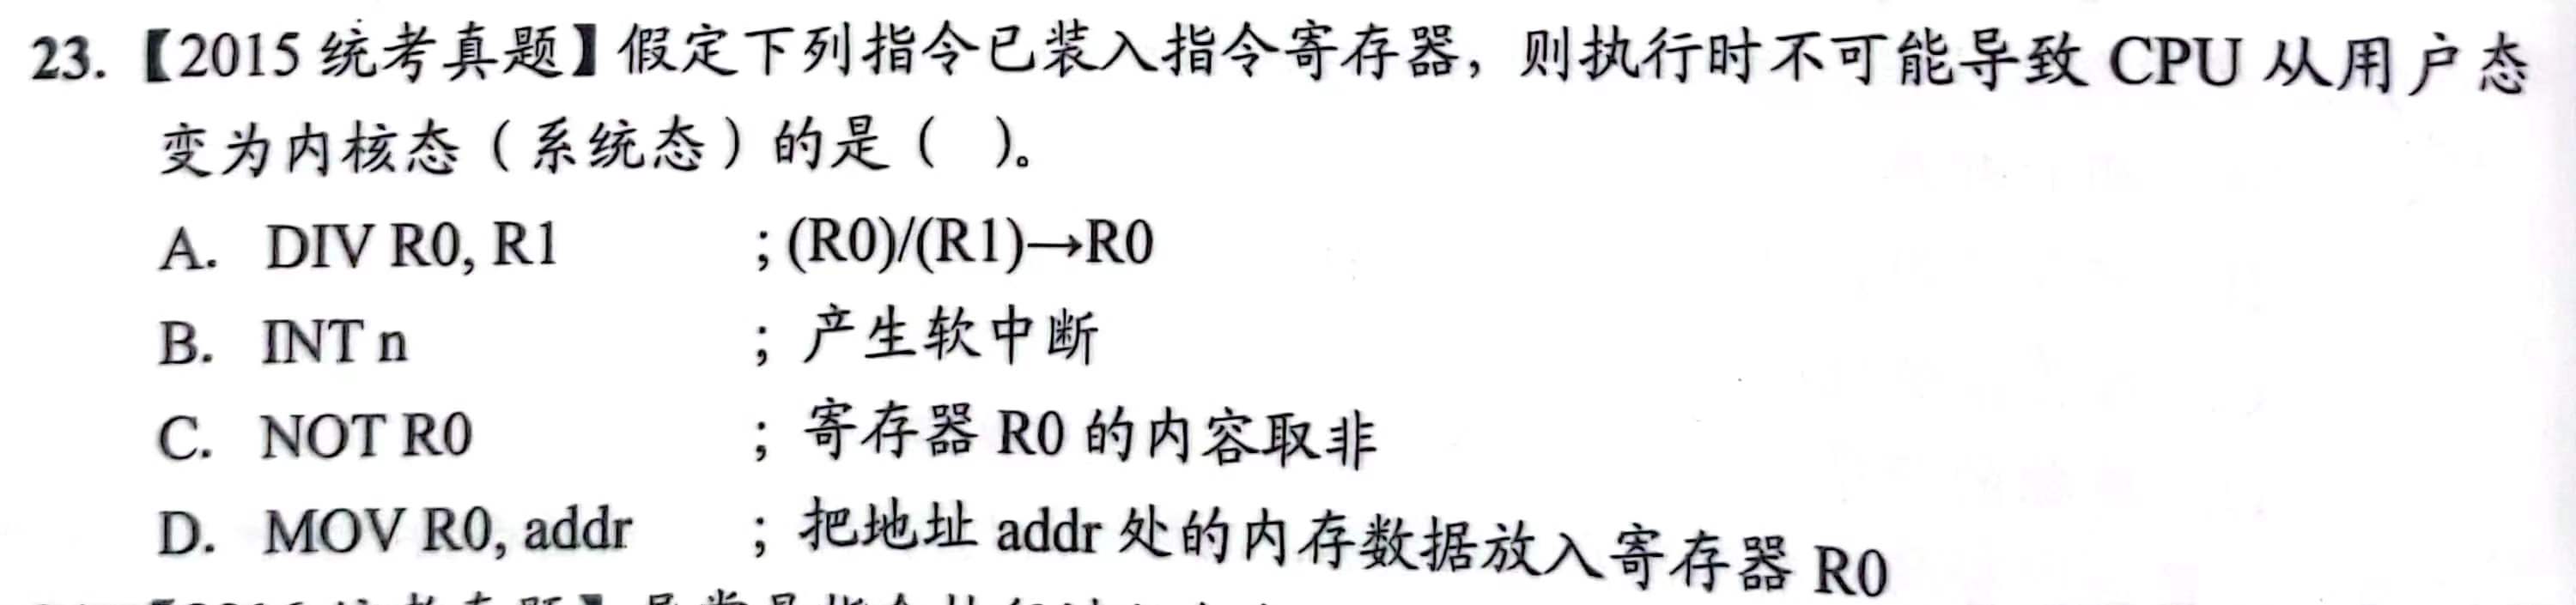 23.【2015 统考真题】假定下列指令已装入指令寄存器，则执行时不可能导致 CPU 从用户态
变为内核态（系统态）的是（ ）。
A. DIV R0, R1 ；(R0)/(R1)→R0
B. INT n ；产生软中断
C. NOT R0 ；寄存器 R0 的内容取非
D. MOV R0, addr ；把地址 addr 处的内存数据放入寄存器 R0